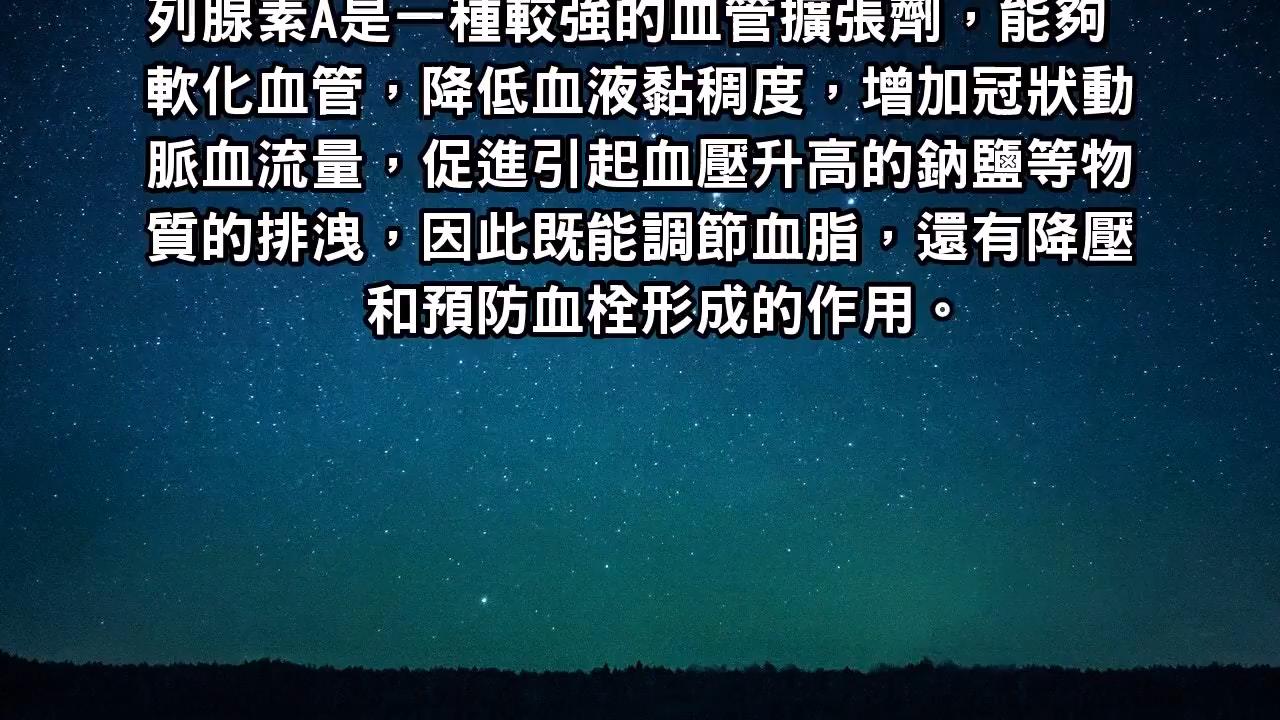 列腺素A是一種較強的血管擴張劑，能夠
軟化血管，降低血液黏稠度，增加冠狀動
脈血流量，促進引起血壓升高的鈉鹽等物
質的排洩，因此既能調節血脂，還有降壓
和預防血栓形成的作用。